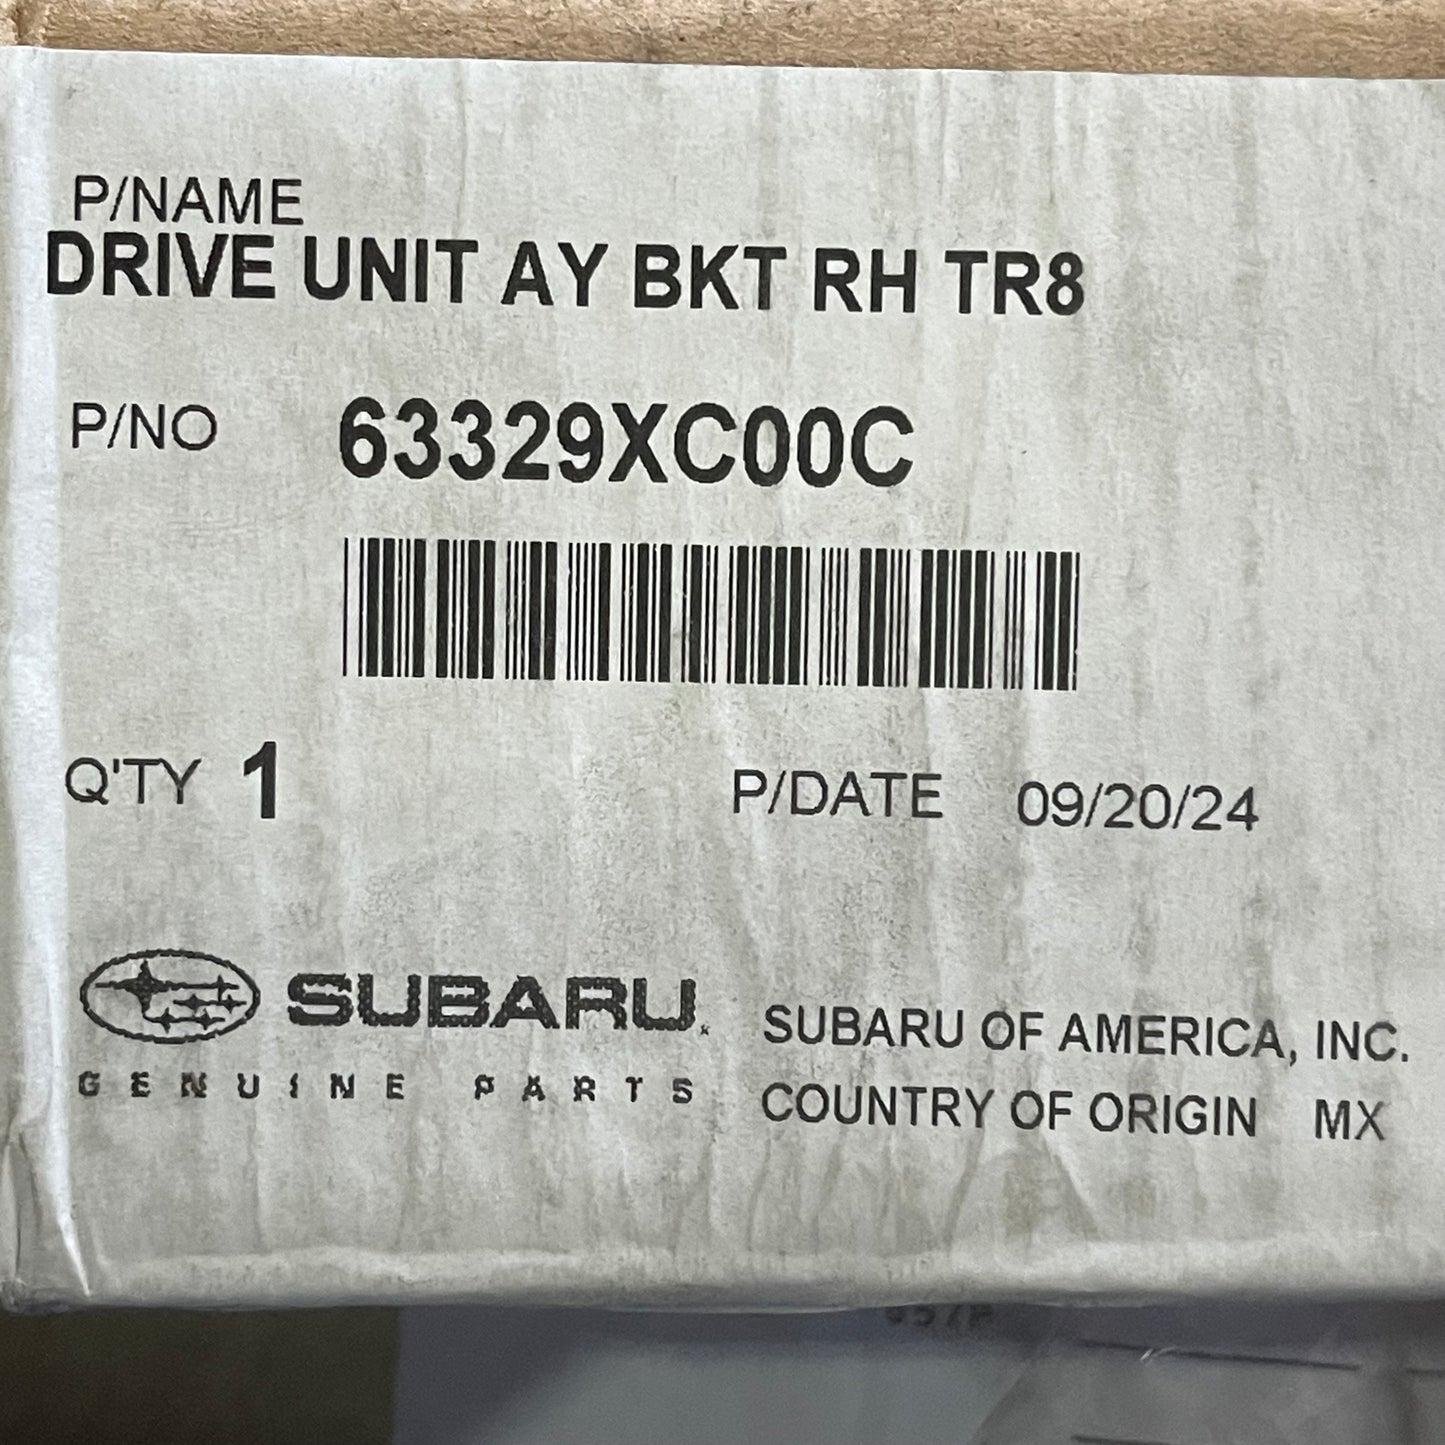 P/NAME
DRIVE UNIT AY BKT RH TR8
P/NO 63329XC00C
Q'TY 1 P/DATE 09/20/24
SUBARU
GENUINE PARTS
SUBARU OF AMERICA, INC.
COUNTRY OF ORIGIN MX